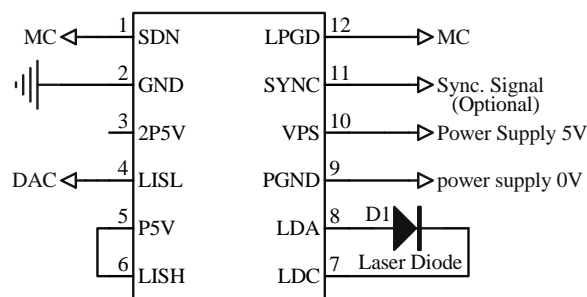 MC 1 SDN LPGD 12 MC
2 GND SYNC 11 Sync. Signal
(Optional)
3 2P5V VPS 10 Power Supply 5V
DAC 4 LISL PGND 9 power supply 0V
5 P5V LDA 8 D1
Laser Diode
6 LISH LDC 7